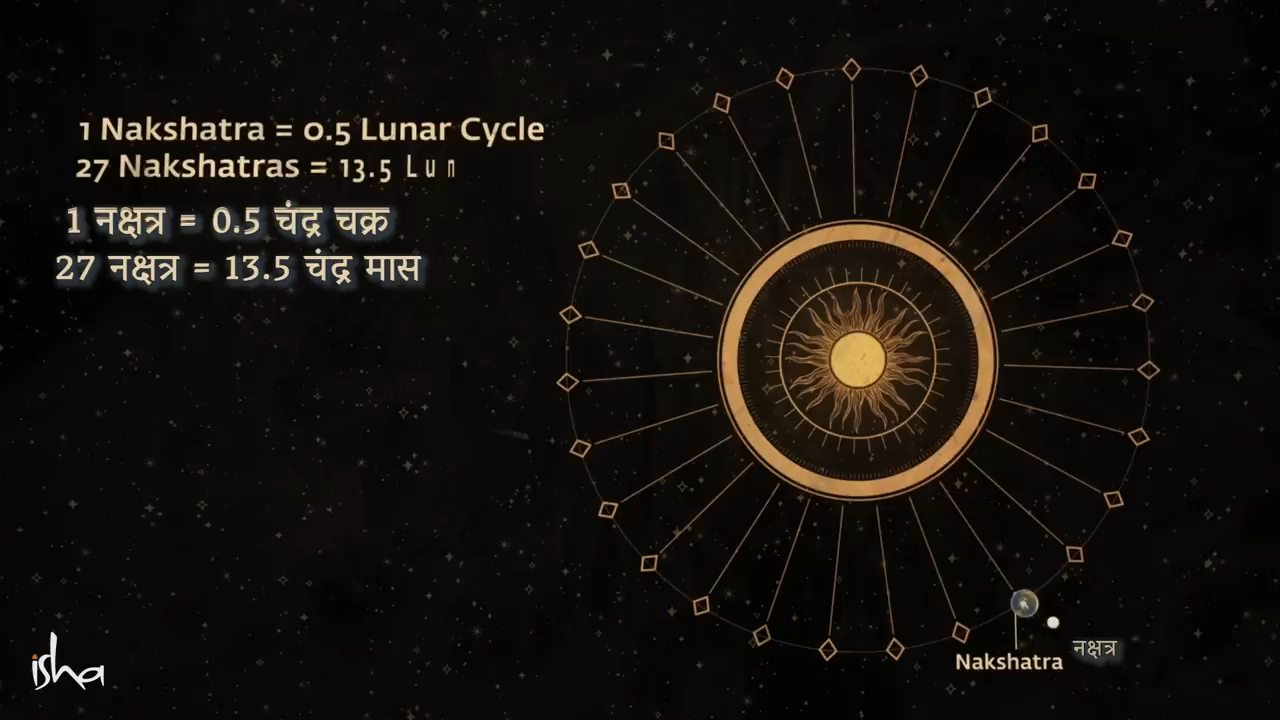 1 Nakshatra = 0.5 Lunar Cycle
27 Nakshatras = 13.5 Lun
1 नक्षत्र = 0.5 चंद्र चक्र
27 नक्षत्र = 13.5 चंद्र मास
Nakshatra नक्षत्र
isha